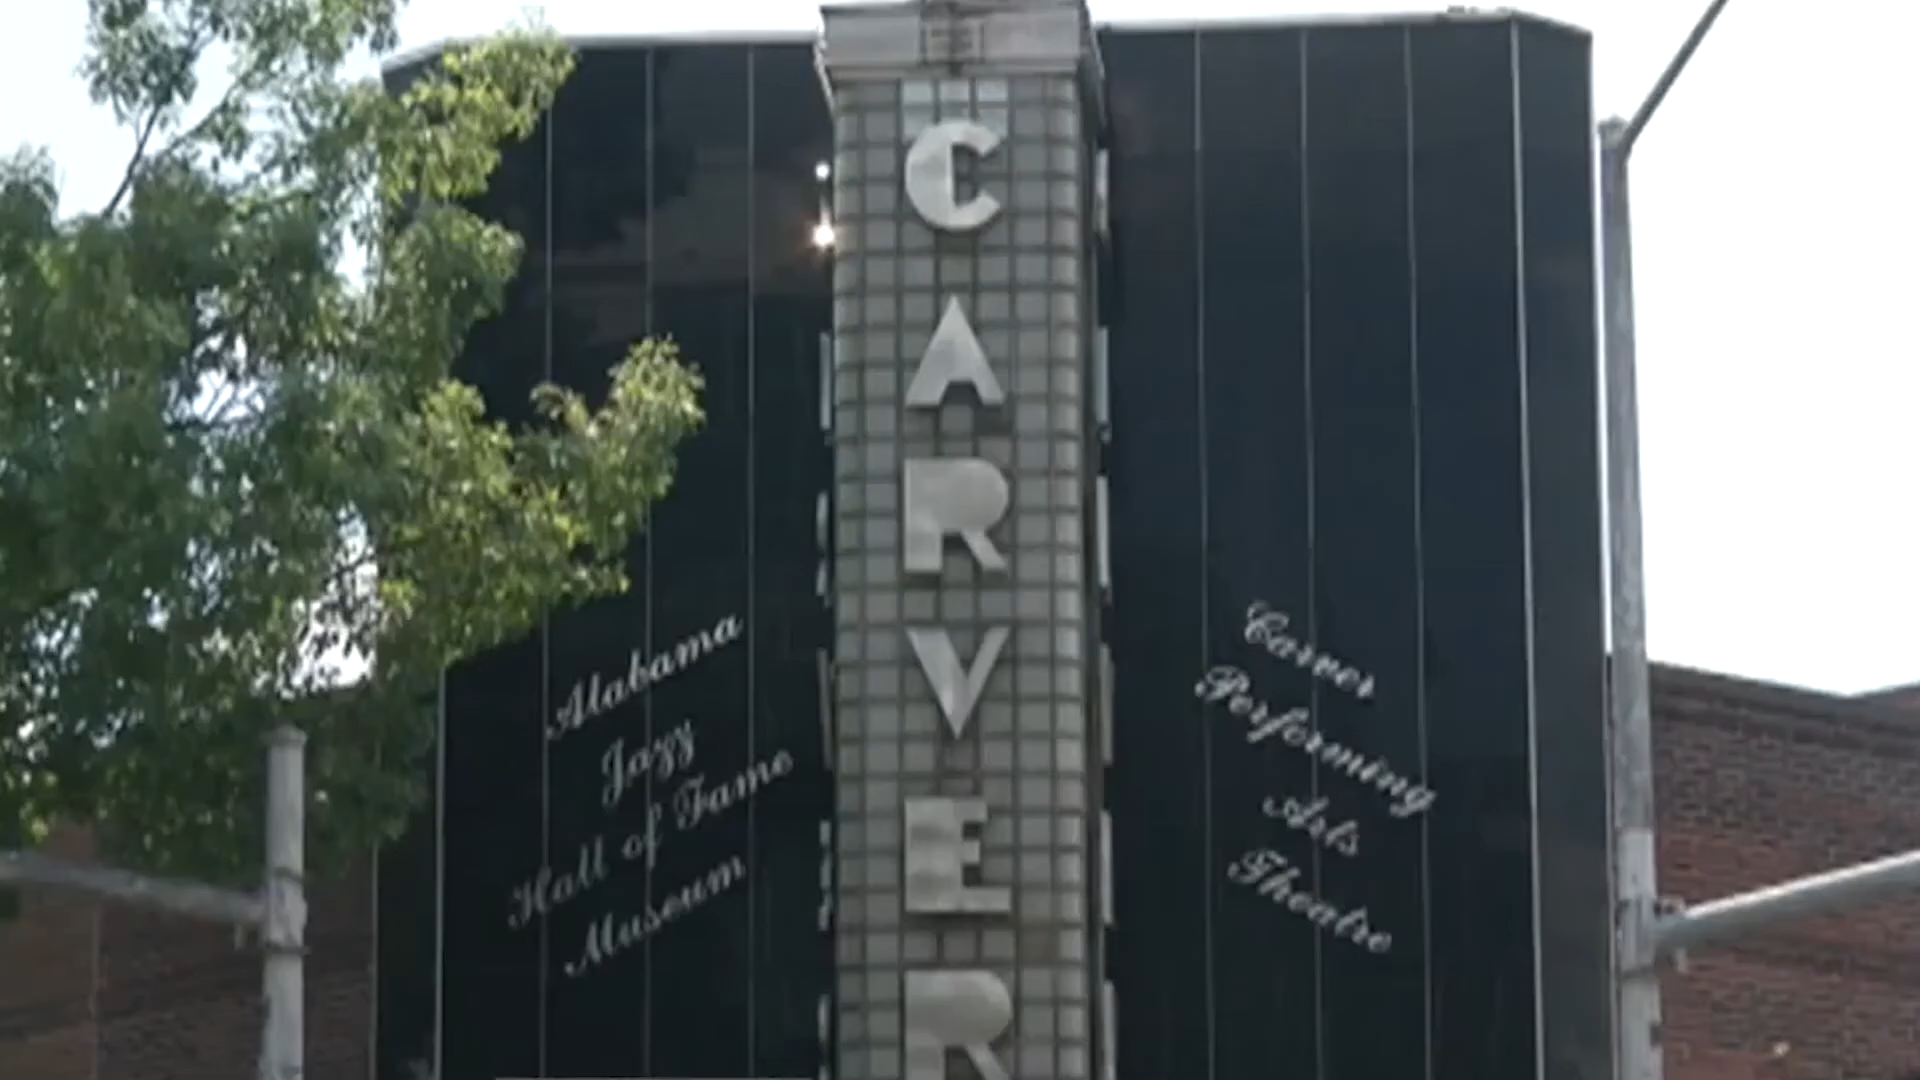 CARVER
Alabama
Jazz
Hall of Fame
Museum
Carver
Performing
Arts
Theatre